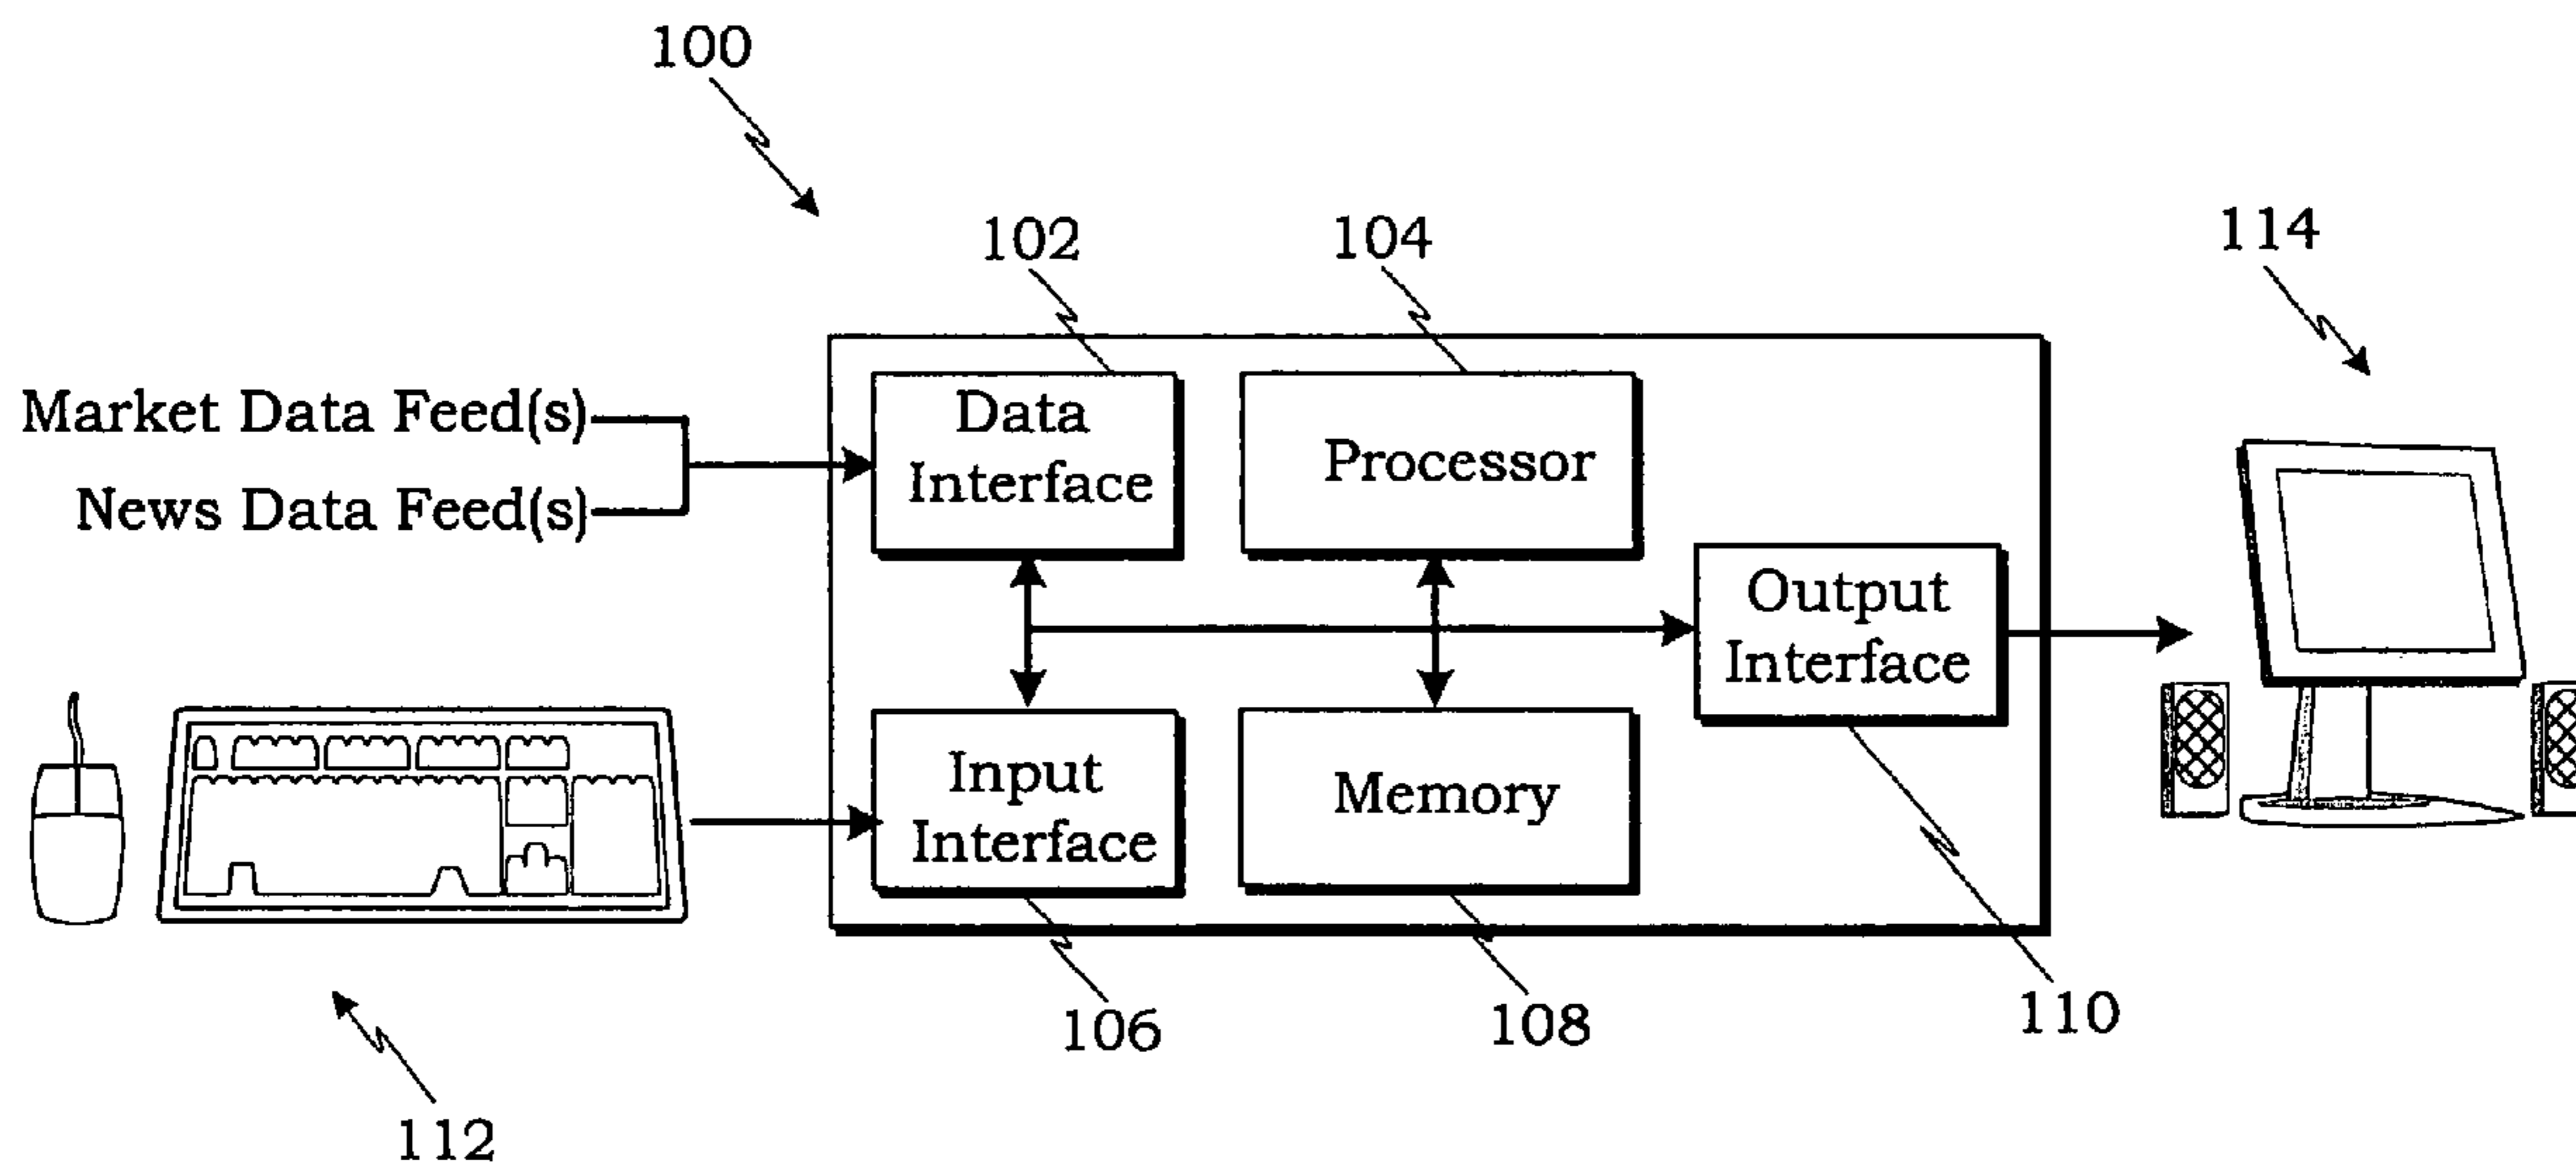 100
102
104
114
Market Data Feed(s)
News Data Feed(s)
Data
Interface
Processor
Output
Interface
Input
Interface
Memory
106
108
110
112